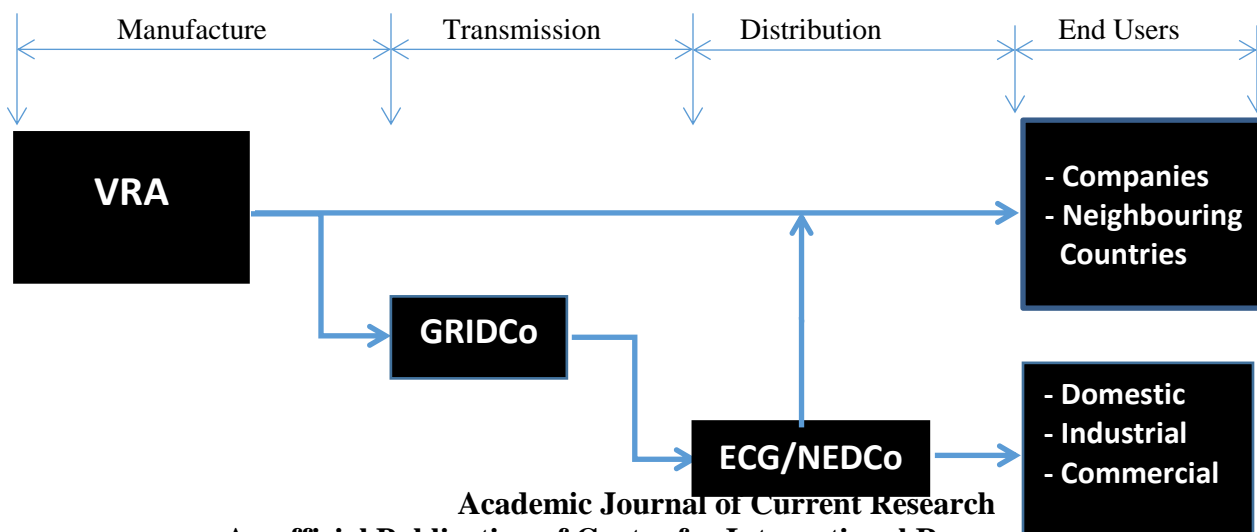 Manufacture Transmission Distribution End Users
VRA
- Companies
- Neighbouring
Countries
GRIDCo
- Domestic
- Industrial
- Commercial
ECG/NEDCo
Academic Journal of Current Research